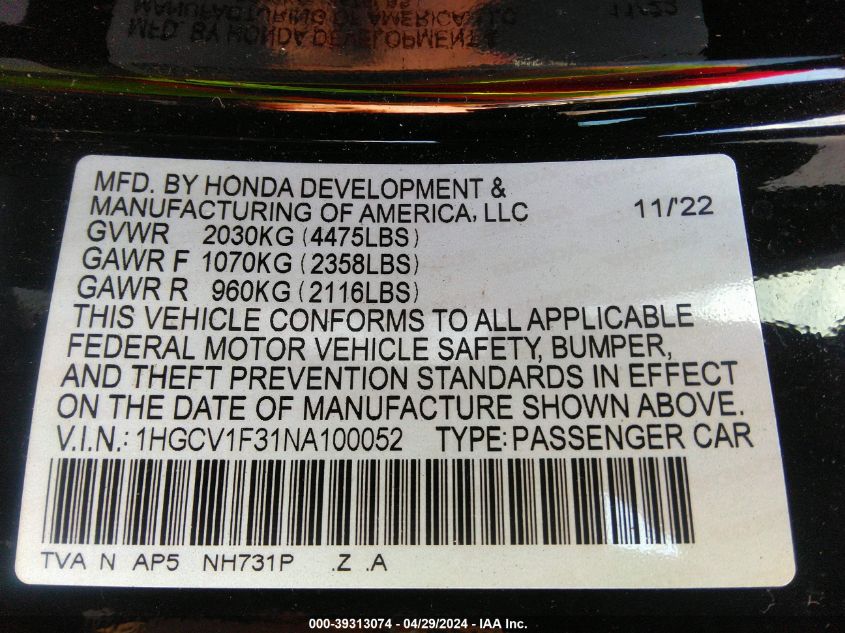 MFD. BY HONDA DEVELOPMENT &
MANUFACTURING OF AMERICA, LLC 11/'22
GVWR 2030KG (4475LBS)
GAWR F 1070KG (2358LBS)
GAWR R 960KG (2116LBS)
THIS VEHICLE CONFORMS TO ALL APPLICABLE
FEDERAL MOTOR VEHICLE SAFETY, BUMPER,
AND THEFT PREVENTION STANDARDS IN EFFECT
ON THE DATE OF MANUFACTURE SHOWN ABOVE.
V.I.N.: 1HGCV1F31NA100052 TYPE: PASSENGER CAR
TVA N AP5 NH731P .Z .A
000-39313074 - 04/29/2024 - IAA Inc.